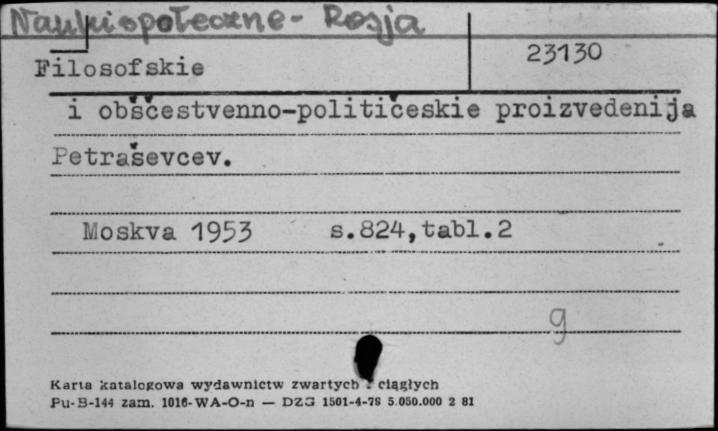 Nauki społeczne - Rosja
23130
Filosofskie
i obščestvenno-političeskie proizvedenija
Petraševcev.
Moskva 1953 s.824,tabl.2
g
Karta katalogowa wydawnictw zwartych i ciągłych
Pu-B-144 zam. 1016-WA-O-n — DZG 1501-4-78 5.050.000 2 81